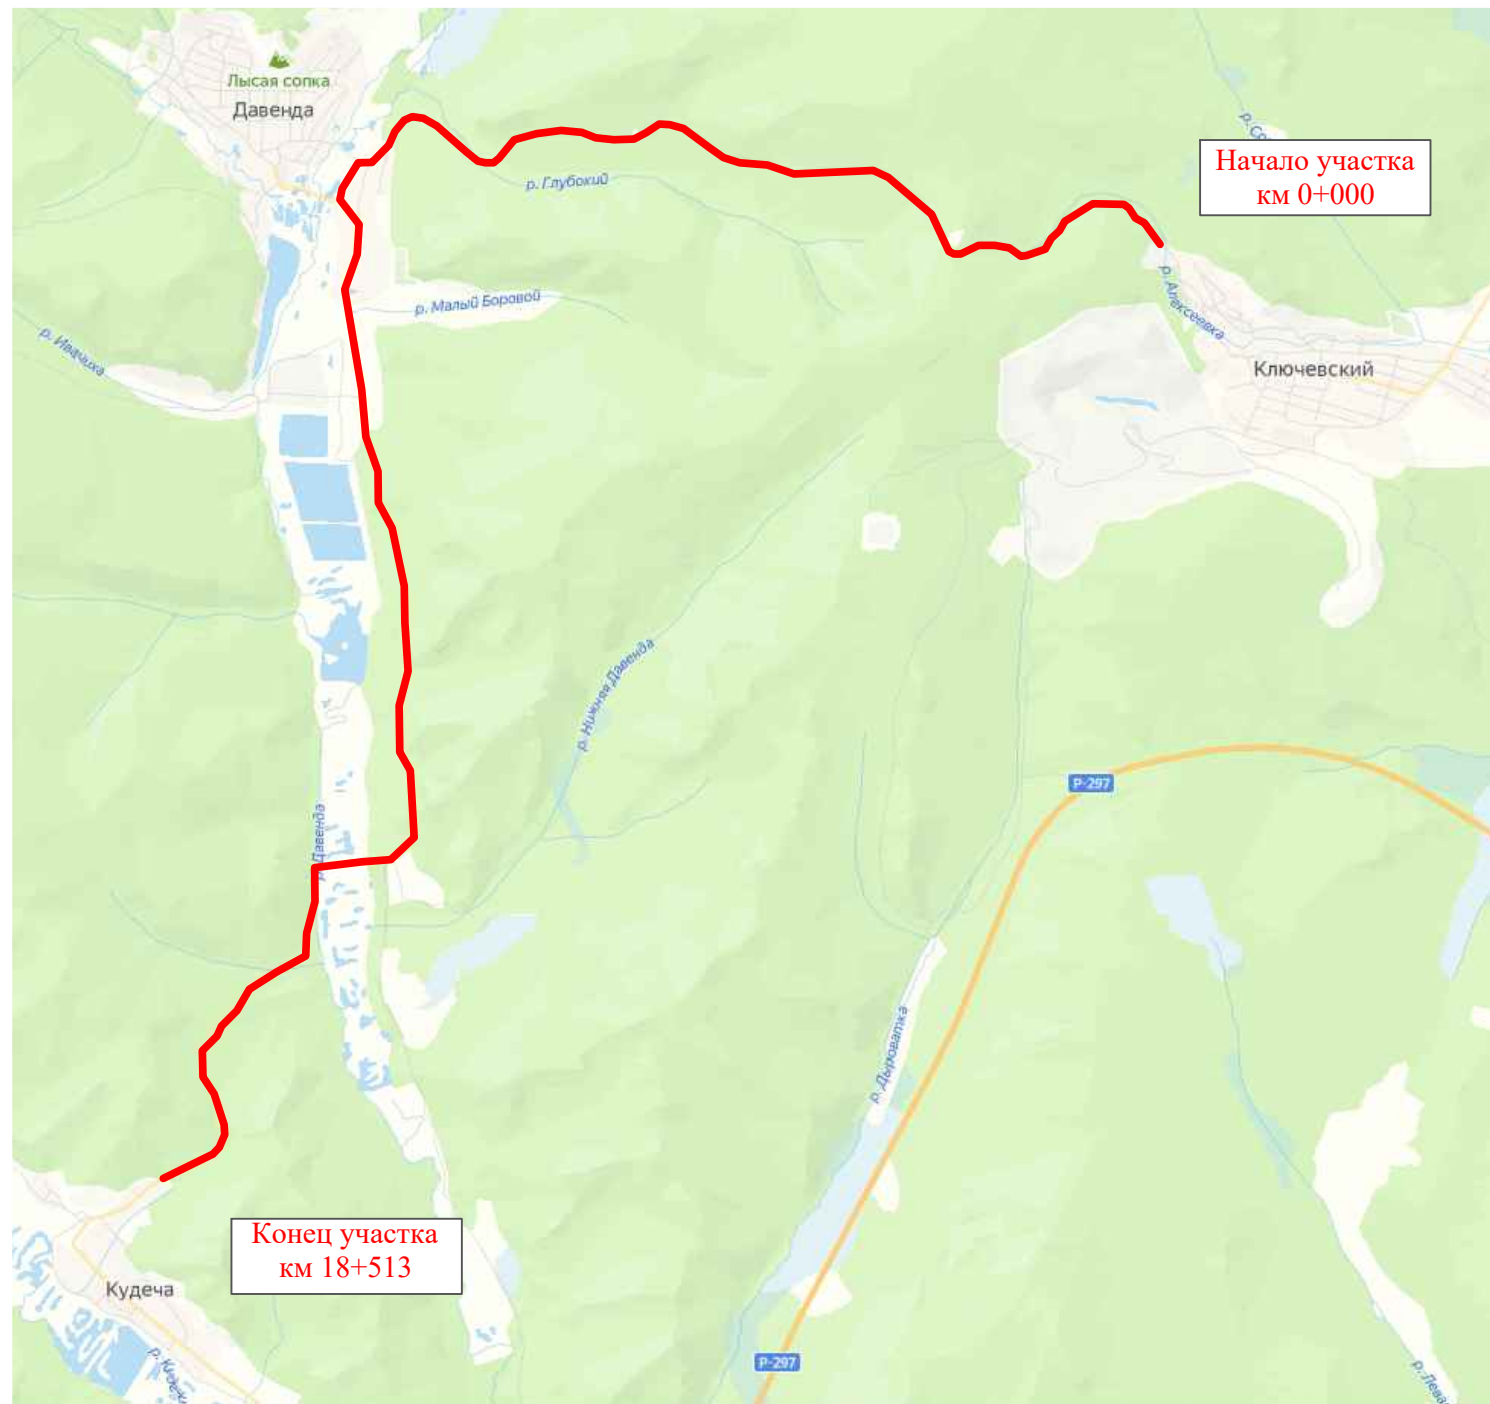 Лысая сопка
Давенда
р. Глубокий
Начало участка
км 0+000
р. Малый Боровой
р. Алексеевка
р. Ивачиха
Ключевский
р. Нижняя Давенда
Р-297
р. Давенда
р. Дыроватка
Конец участка
км 18+513
Кудеча
Р-297